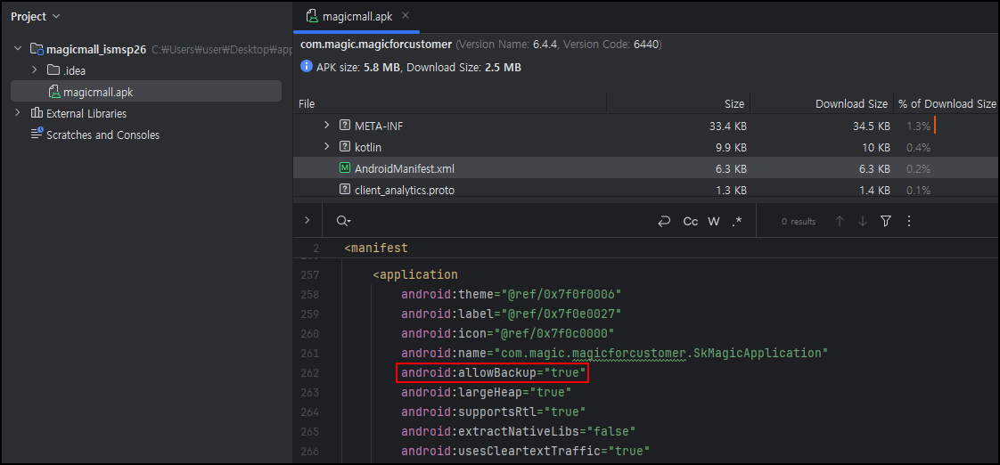 Project
magicmall.apk
magicmall_ismsp26 C:₩Users₩user₩Desktop₩app
.idea
magicmall.apk
External Libraries
Scratches and Consoles
com.magic.magicforcustomer (Version Name: 6.4.4, Version Code: 6440)
APK size: 5.8 MB, Download Size: 2.5 MB
File Size Download Size % of Download Size
META-INF 33.4 KB 34.5 KB 1.3%
kotlin 9.9 KB 10 KB 0.4%
AndroidManifest.xml 6.3 KB 6.3 KB 0.2%
client_analytics.proto 1.3 KB 1.4 KB 0.1%
Cc W .* 0 results
2 <manifest
257 <application
258 android:theme="@ref/0x7f0f0006"
259 android:label="@ref/0x7f0e0027"
260 android:icon="@ref/0x7f0c0000"
261 android:name="com.magic.magicforcustomer.SkMagicApplication"
262 android:allowBackup="true"
263 android:largeHeap="true"
264 android:supportsRtl="true"
265 android:extractNativeLibs="false"
266 android:usesCleartextTraffic="true"